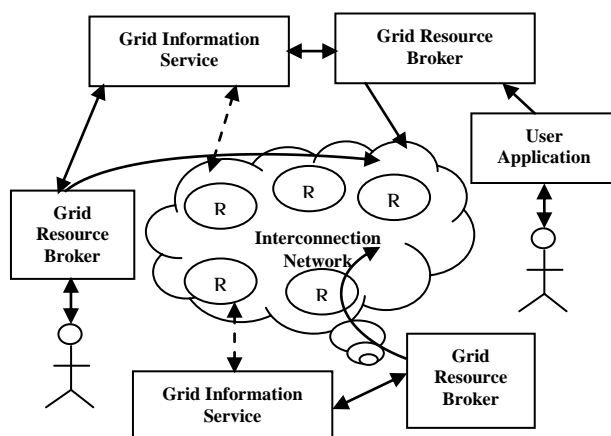 Grid Information
Service
Grid Resource
Broker
User
Application
Grid
Resource
Broker
R
R
R
Interconnection
Network
R
R
Grid Information
Service
Grid
Resource
Broker